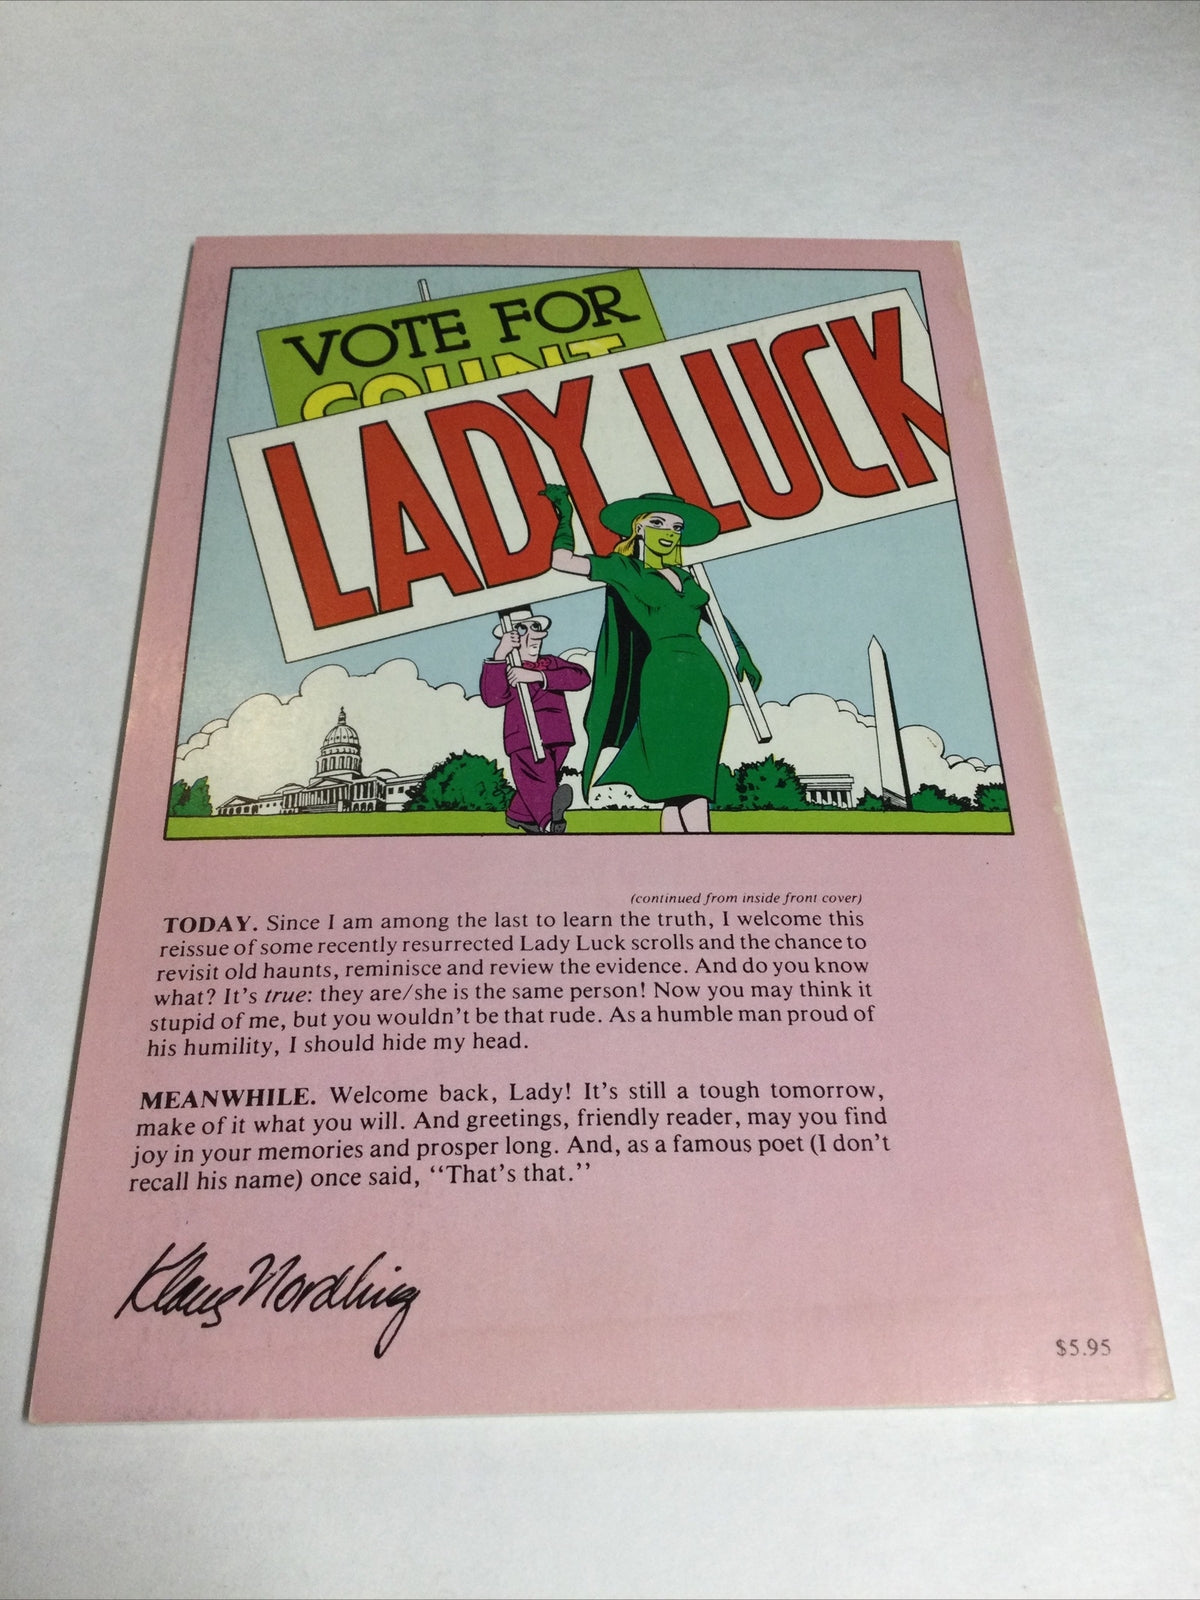 VOTE FOR
COUNT
LADY LUCK
(continued from inside front cover)
TODAY. Since I am among the last to learn the truth, I welcome this
reissue of some recently resurrected Lady Luck scrolls and the chance to
revisit old haunts, reminisce and review the evidence. And do you know
what? It's true: they are/she is the same person! Now you may think it
stupid of me, but you wouldn't be that rude. As a humble man proud of
his humility, I should hide my head.
MEANWHILE. Welcome back, Lady! It's still a tough tomorrow,
make of it what you will. And greetings, friendly reader, may you find
joy in your memories and prosper long. And, as a famous poet (I don't
recall his name) once said, “That's that.”
Klaus Nordling
$5.95